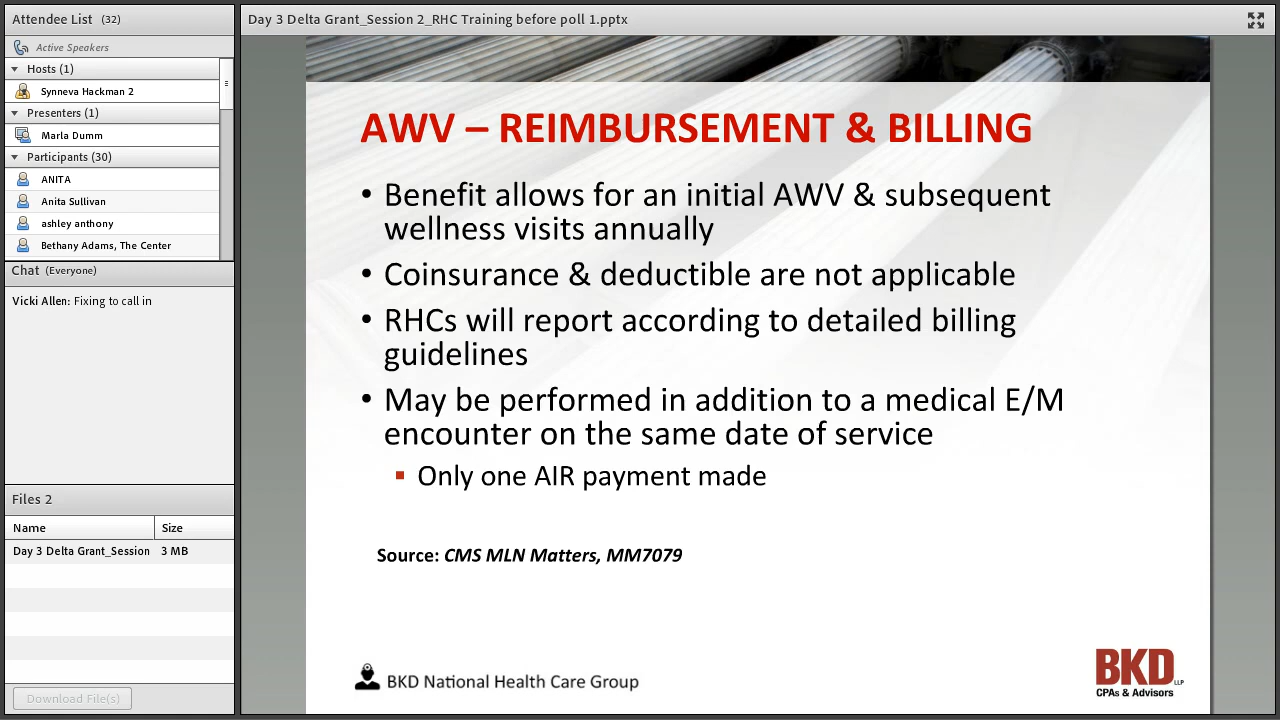 Attendee List (32)
Active Speakers
Hosts (1)
Synneva Hackman 2
Presenters (1)
Marla Dumm
Participants (30)
ANITA
Anita Sullivan
ashley anthony
Bethany Adams, The Center
Chat (Everyone)
Vicki Allen: Fixing to call in
Files 2
Name Size
Day 3 Delta Grant_Session 3 MB
Download File(s)
Day 3 Delta Grant_Session 2_RHC Training before poll 1.pptx
AWV – REIMBURSEMENT & BILLING
• Benefit allows for an initial AWV & subsequent
wellness visits annually
• Coinsurance & deductible are not applicable
• RHCs will report according to detailed billing
guidelines
• May be performed in addition to a medical E/M
encounter on the same date of service
▪ Only one AIR payment made
Source: CMS MLN Matters, MM7079
BKD National Health Care Group
BKD LLP
CPAs & Advisors